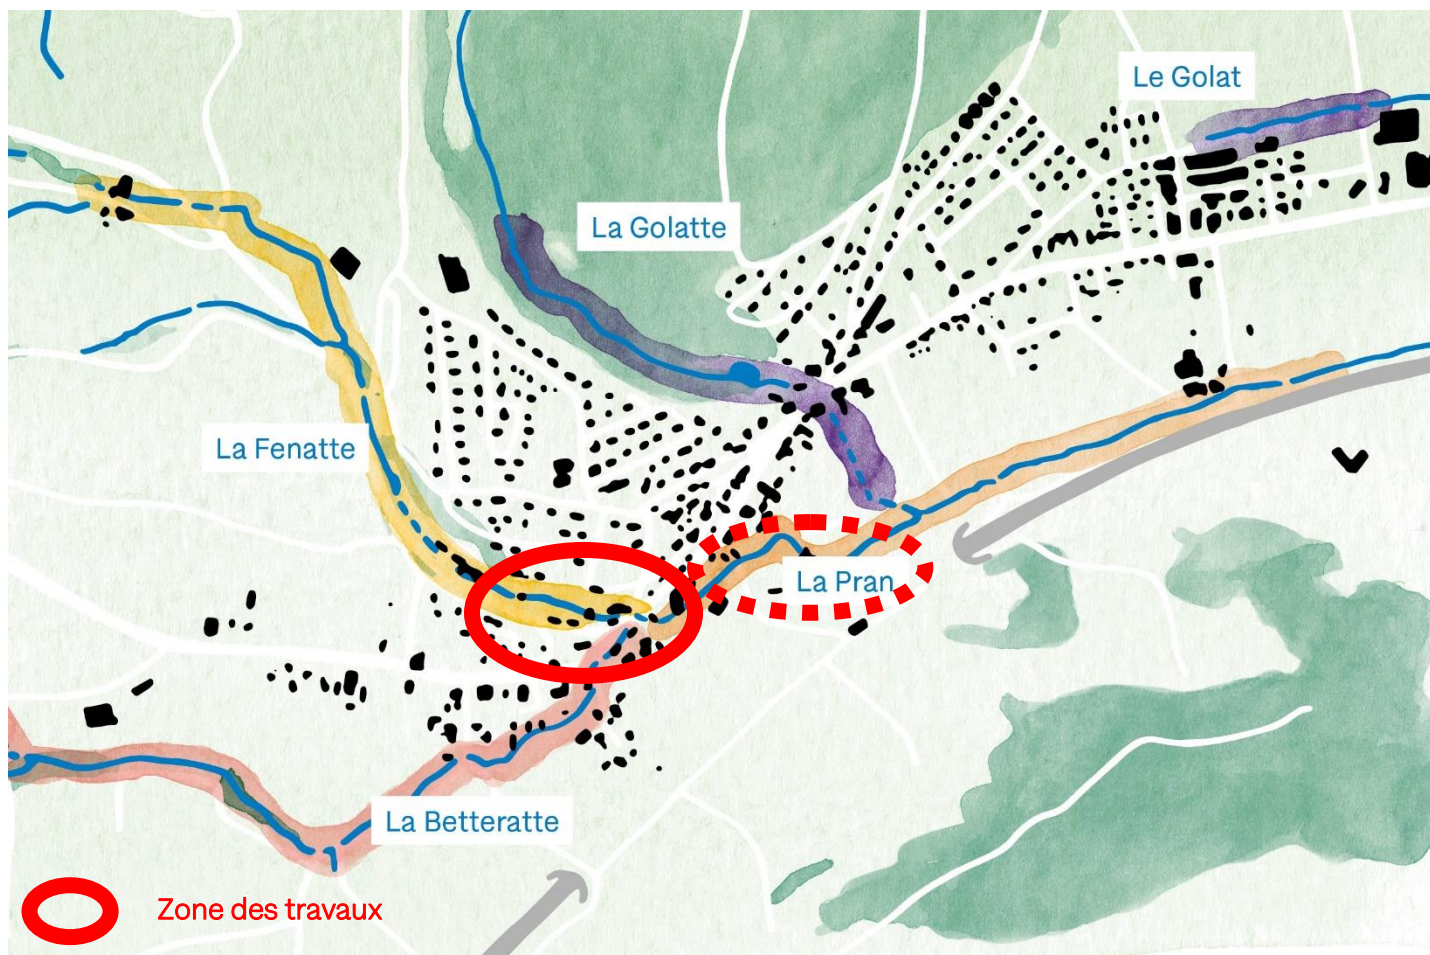 Le Golat
La Golatte
La Fenatte
La Pran
La Betteratte
Zone des travaux